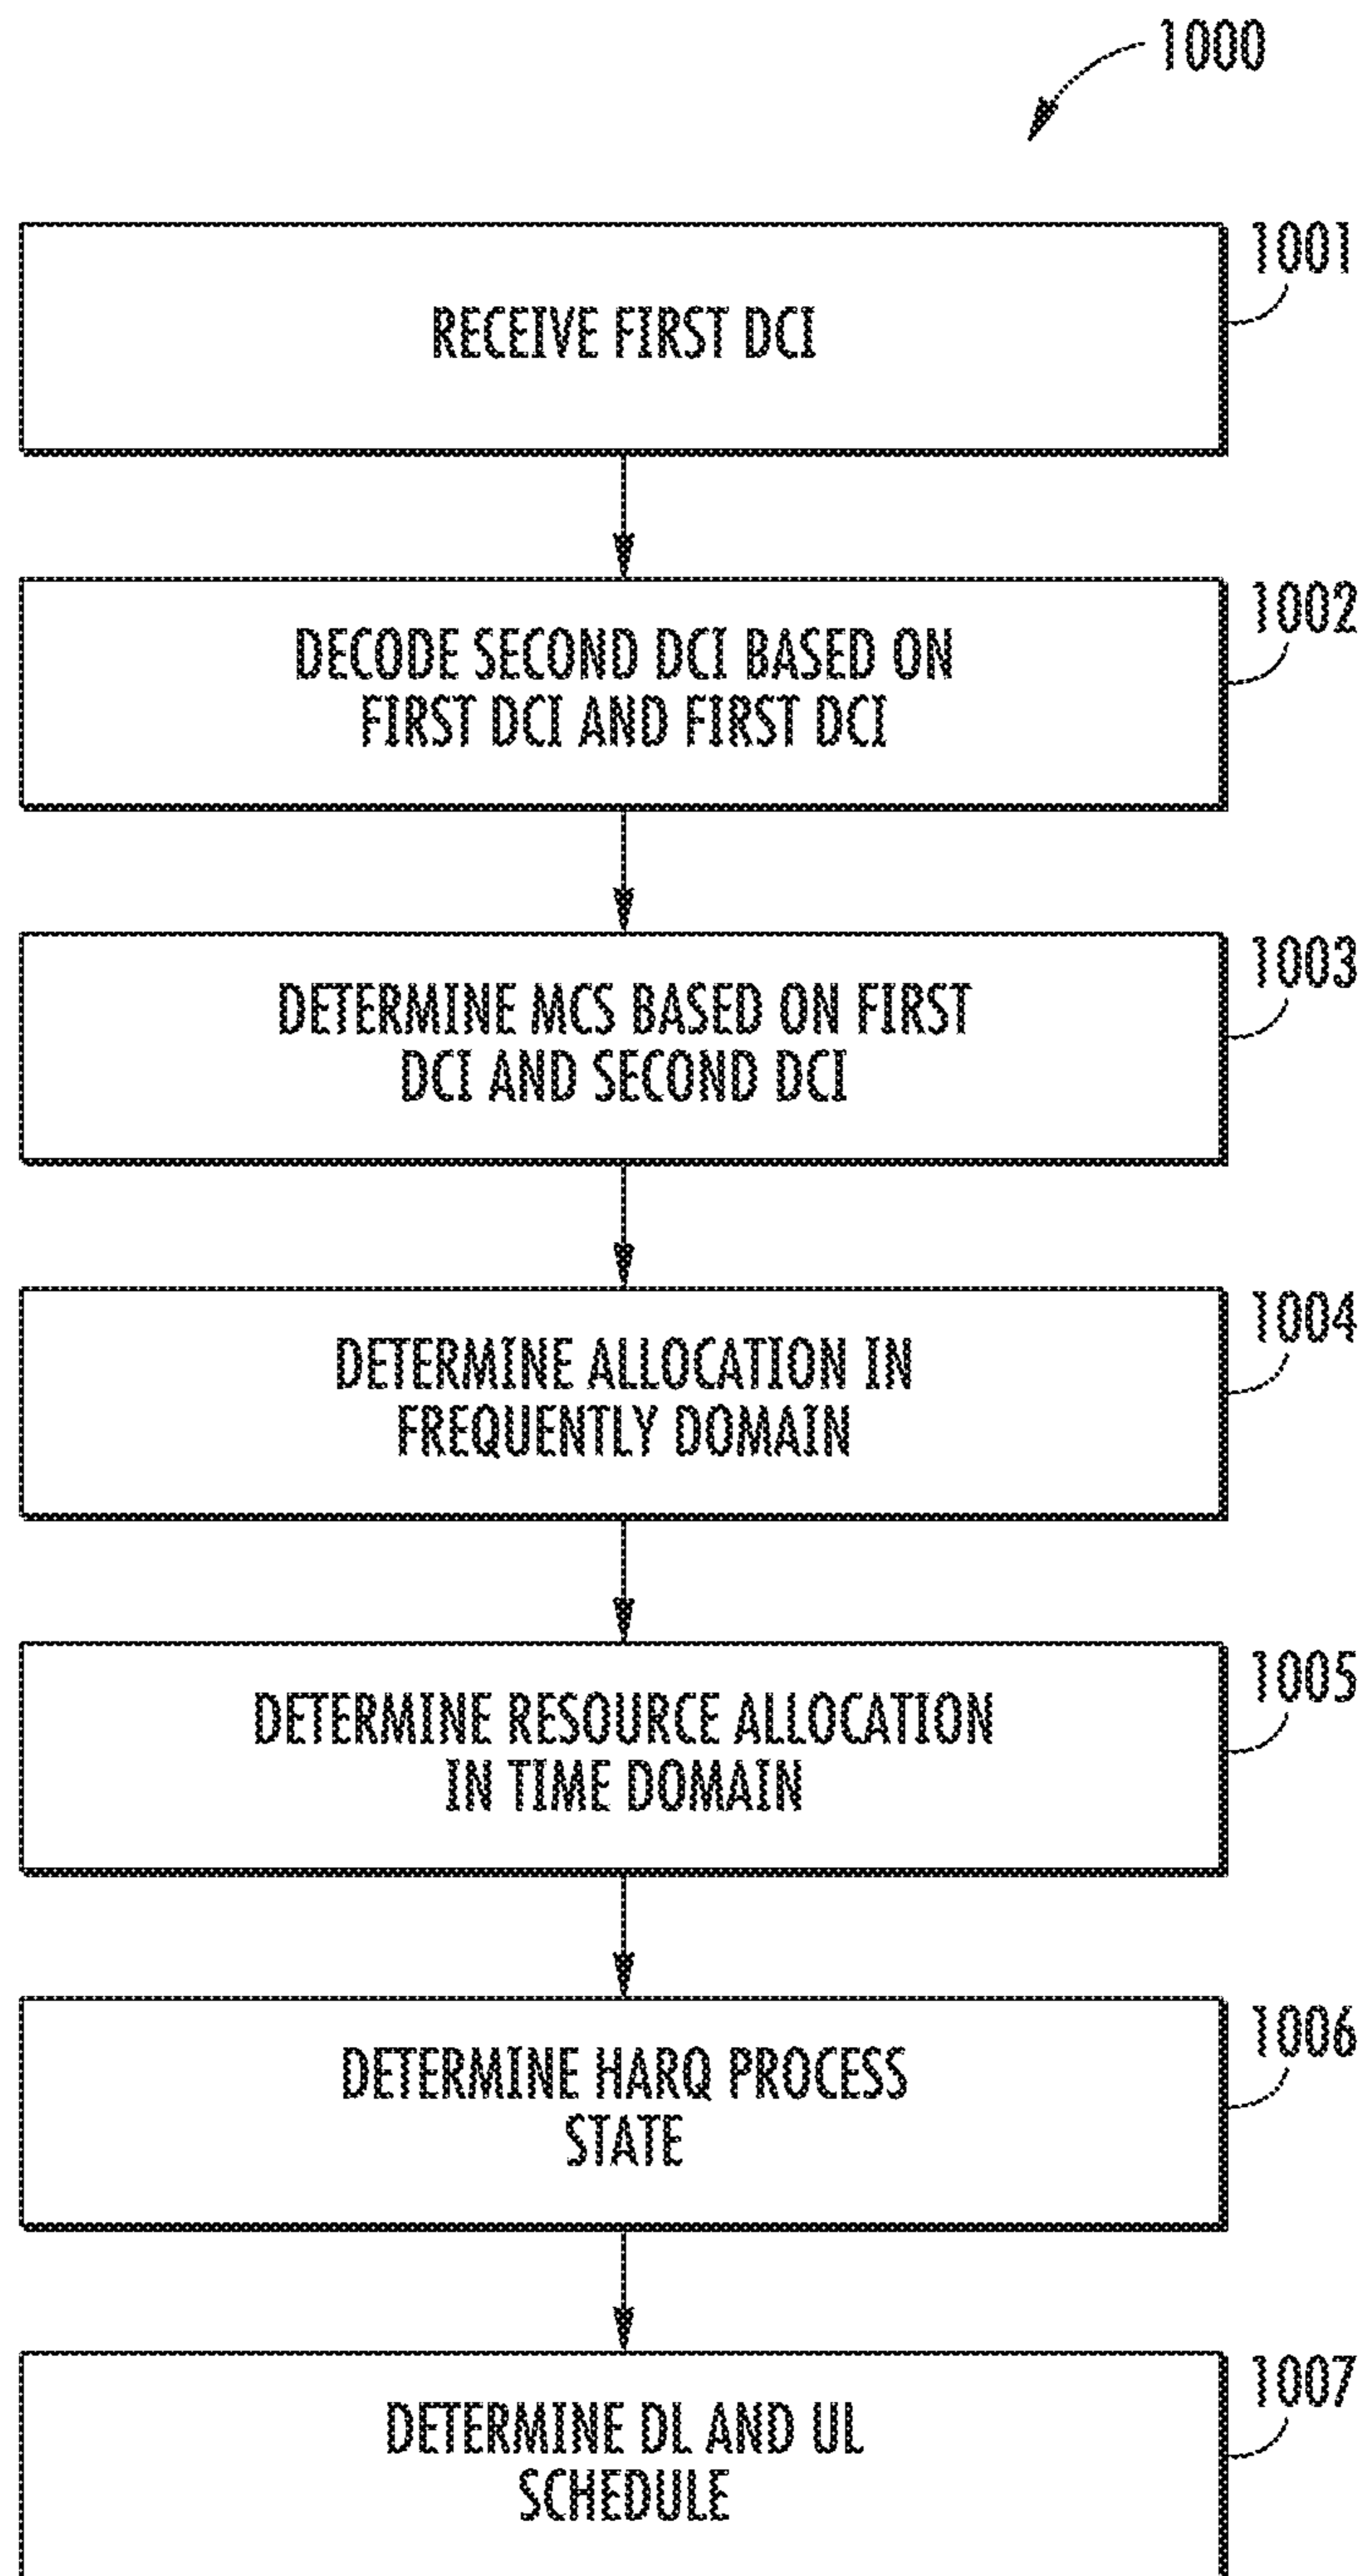 1000
1001
RECEIVE FIRST DCI
1002
DECODE SECOND DCI BASED ON
FIRST DCI AND FIRST DCI
1003
DETERMINE MCS BASED ON FIRST
DCI AND SECOND DCI
1004
DETERMINE ALLOCATION IN
FREQUENTLY DOMAIN
1005
DETERMINE RESOURCE ALLOCATION
IN TIME DOMAIN
1006
DETERMINE HARQ PROCESS
STATE
1007
DETERMINE DL AND UL
SCHEDULE